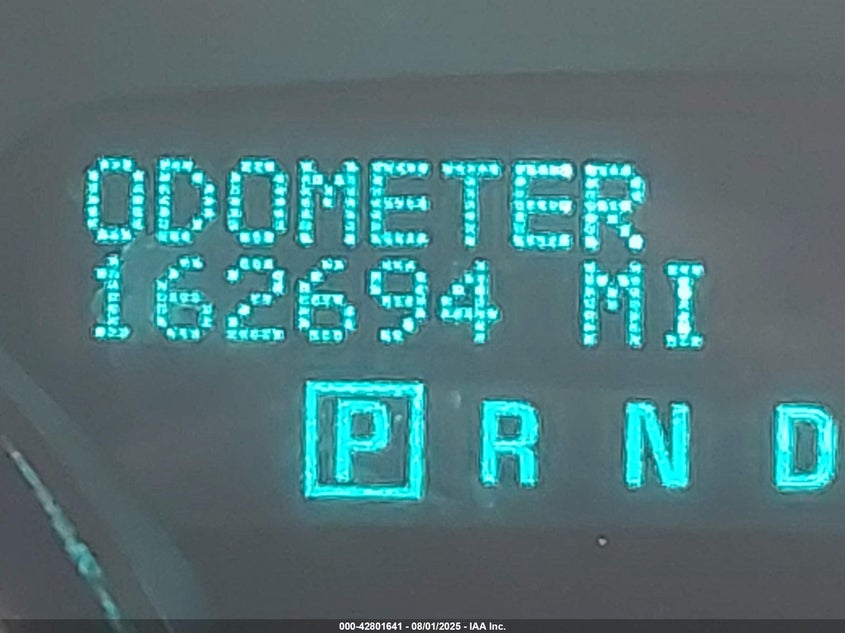 ODOMETER
162694 MI
P R N D
000-42801641 - 08/01/2025 - IAA Inc.